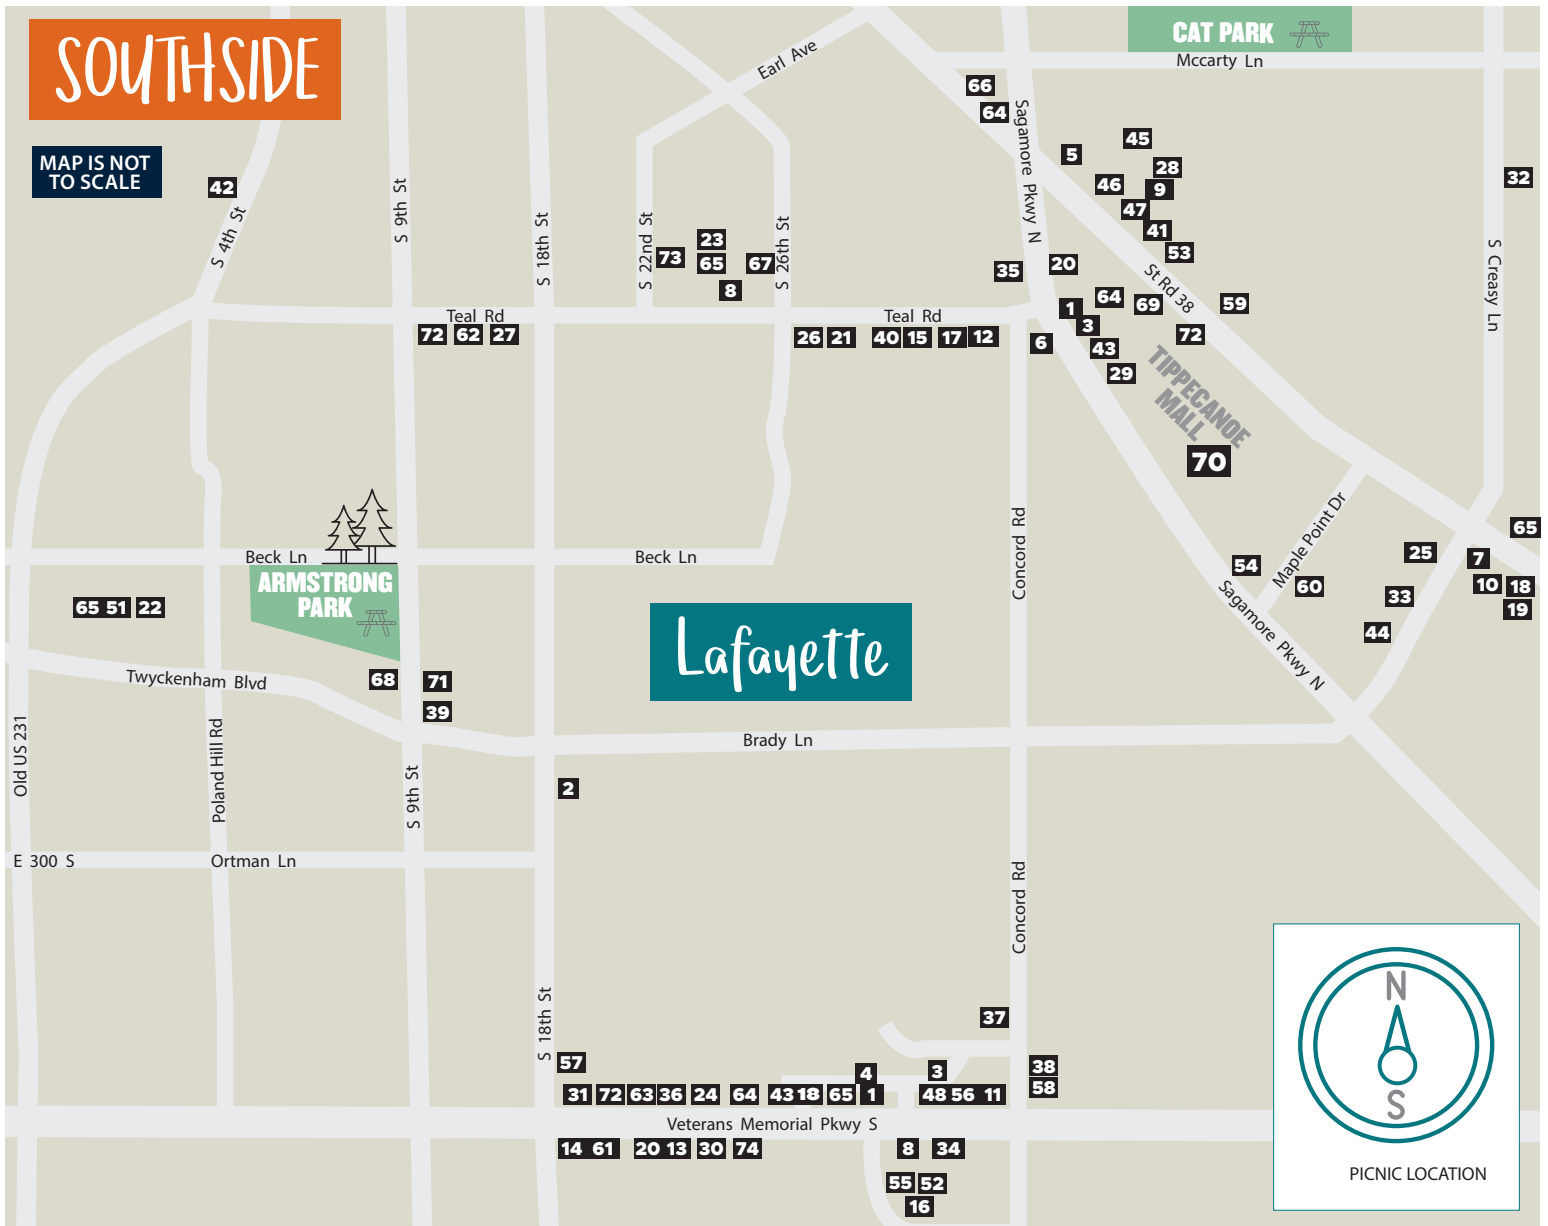 SOUTHSIDE
MAP IS NOT
TO SCALE
CAT PARK
Mccarty Ln
Earl Ave
66
64
Sagamore Pkwy N
5
45
28
46
9
47
41
53
32
42
S 4th St
S 9th St
S 18th St
S 22nd St
73
23
65
67
8
S 26th St
35
20
St Rd 38
S Creasy Ln
Teal Rd
72
62
27
Teal Rd
26
21
40
15
17
12
6
1
64
69
59
3
43
72
29
TIPPECANOE
MALL
70
Beck Ln
Beck Ln
ARMSTRONG
PARK
65 51
22
Concord Rd
Maple Point Dr
54
60
25
33
44
7
65
10
18
19
Sagamore Pkwy N
Lafayette
Twyckenham Blvd
68
71
39
Old US 231
Poland Hill Rd
S 9th St
Brady Ln
2
E 300 S
Ortman Ln
Concord Rd
S 18th St
37
57
4
3
38
58
31
72
63
36
24
64
43 18
65
1
48 56 11
Veterans Memorial Pkwy S
14 61
20 13
30
74
8
34
55
52
16
N
S
PICNIC LOCATION